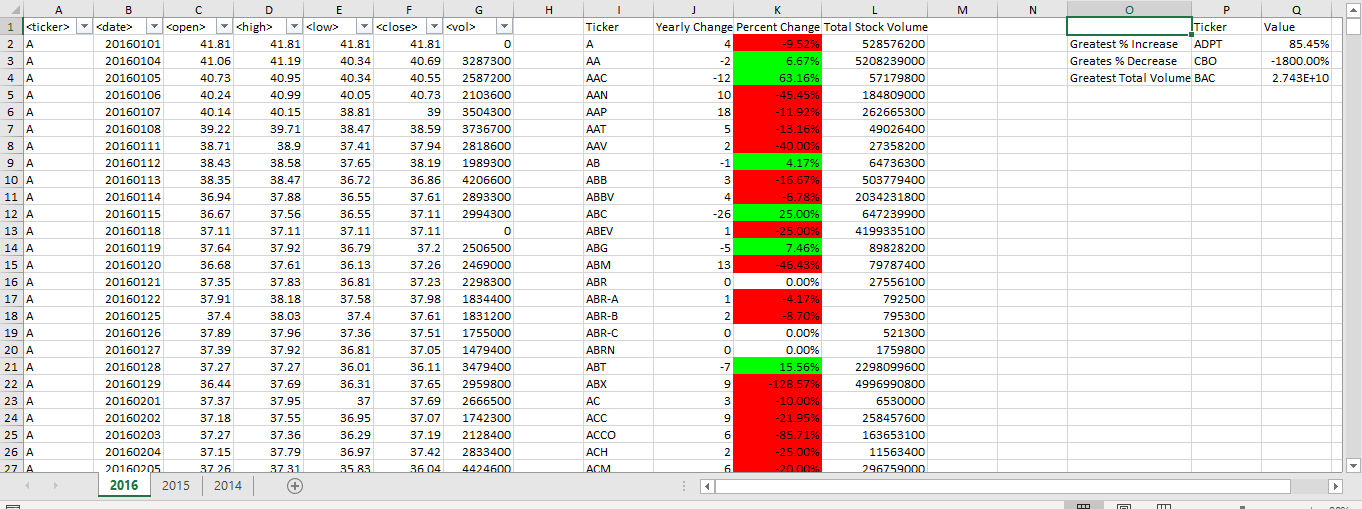 A B C D E F G H I J K L M N O P Q
1 <ticker> <date> <open> <high> <low> <close> <vol> Ticker Yearly Change Percent Change Total Stock Volume Ticker Value
2 A 20160101 41.81 41.81 41.81 41.81 0 A 4 -9.52% 528576200 Greatest % Increase ADPT 85.45%
3 A 20160104 41.06 41.19 40.34 40.69 3287300 AA -2 6.67% 5208239000 Greates % Decrease CBO -1800.00%
4 A 20160105 40.73 40.95 40.34 40.55 2587200 AAC -12 63.16% 57179800 Greatest Total Volume BAC 2.743E+10
5 A 20160106 40.24 40.99 40.05 40.73 2103600 AAN 10 -45.45% 184809000
6 A 20160107 40.14 40.15 38.81 39 3504300 AAP 18 -11.92% 262665300
7 A 20160108 39.22 39.71 38.47 38.59 3736700 AAT 5 -13.16% 49026400
8 A 20160111 38.71 38.9 37.41 37.94 2818600 AAV 2 -40.00% 27358200
9 A 20160112 38.43 38.58 37.65 38.19 1989300 AB -1 4.17% 64736300
10 A 20160113 38.35 38.47 36.72 36.86 4206600 ABB 3 -16.67% 503779400
11 A 20160114 36.94 37.88 36.55 37.61 2893300 ABBV 4 -6.78% 2034231800
12 A 20160115 36.67 37.56 36.55 37.11 2994300 ABC -26 25.00% 647239900
13 A 20160118 37.11 37.11 37.11 37.11 0 ABEV 1 -25.00% 4199335100
14 A 20160119 37.64 37.92 36.79 37.2 2506500 ABG -5 7.46% 89828200
15 A 20160120 36.68 37.61 36.13 37.26 2469000 ABM 13 -46.43% 79787400
16 A 20160121 37.35 37.83 36.81 37.23 2298300 ABR 0 0.00% 27556100
17 A 20160122 37.91 38.18 37.58 37.98 1834400 ABR-A 1 -4.17% 792500
18 A 20160125 37.4 38.03 37.4 37.61 1831200 ABR-B 2 -8.70% 795300
19 A 20160126 37.89 37.96 37.36 37.51 1755000 ABR-C 0 0.00% 521300
20 A 20160127 37.39 37.92 36.81 37.05 1479400 ABRN 0 0.00% 1759800
21 A 20160128 37.27 37.27 36.01 36.11 3479400 ABT -7 15.56% 2298099600
22 A 20160129 36.44 37.69 36.31 37.65 2959800 ABX 9 -128.57% 4996990800
23 A 20160201 37.37 37.95 37 37.69 2666500 AC 3 -10.00% 6530000
24 A 20160202 37.18 37.55 36.95 37.07 1742300 ACC 9 -21.95% 258457600
25 A 20160203 37.27 37.36 36.29 37.19 2128400 ACCO 6 -85.71% 163653100
26 A 20160204 37.15 37.79 36.97 37.42 2833400 ACH 2 -25.00% 11563400
27 A 20160205 37.26 37.31 35.83 36.04 4424600 ACM 6 -20.00% 296759000
2016 2015 2014